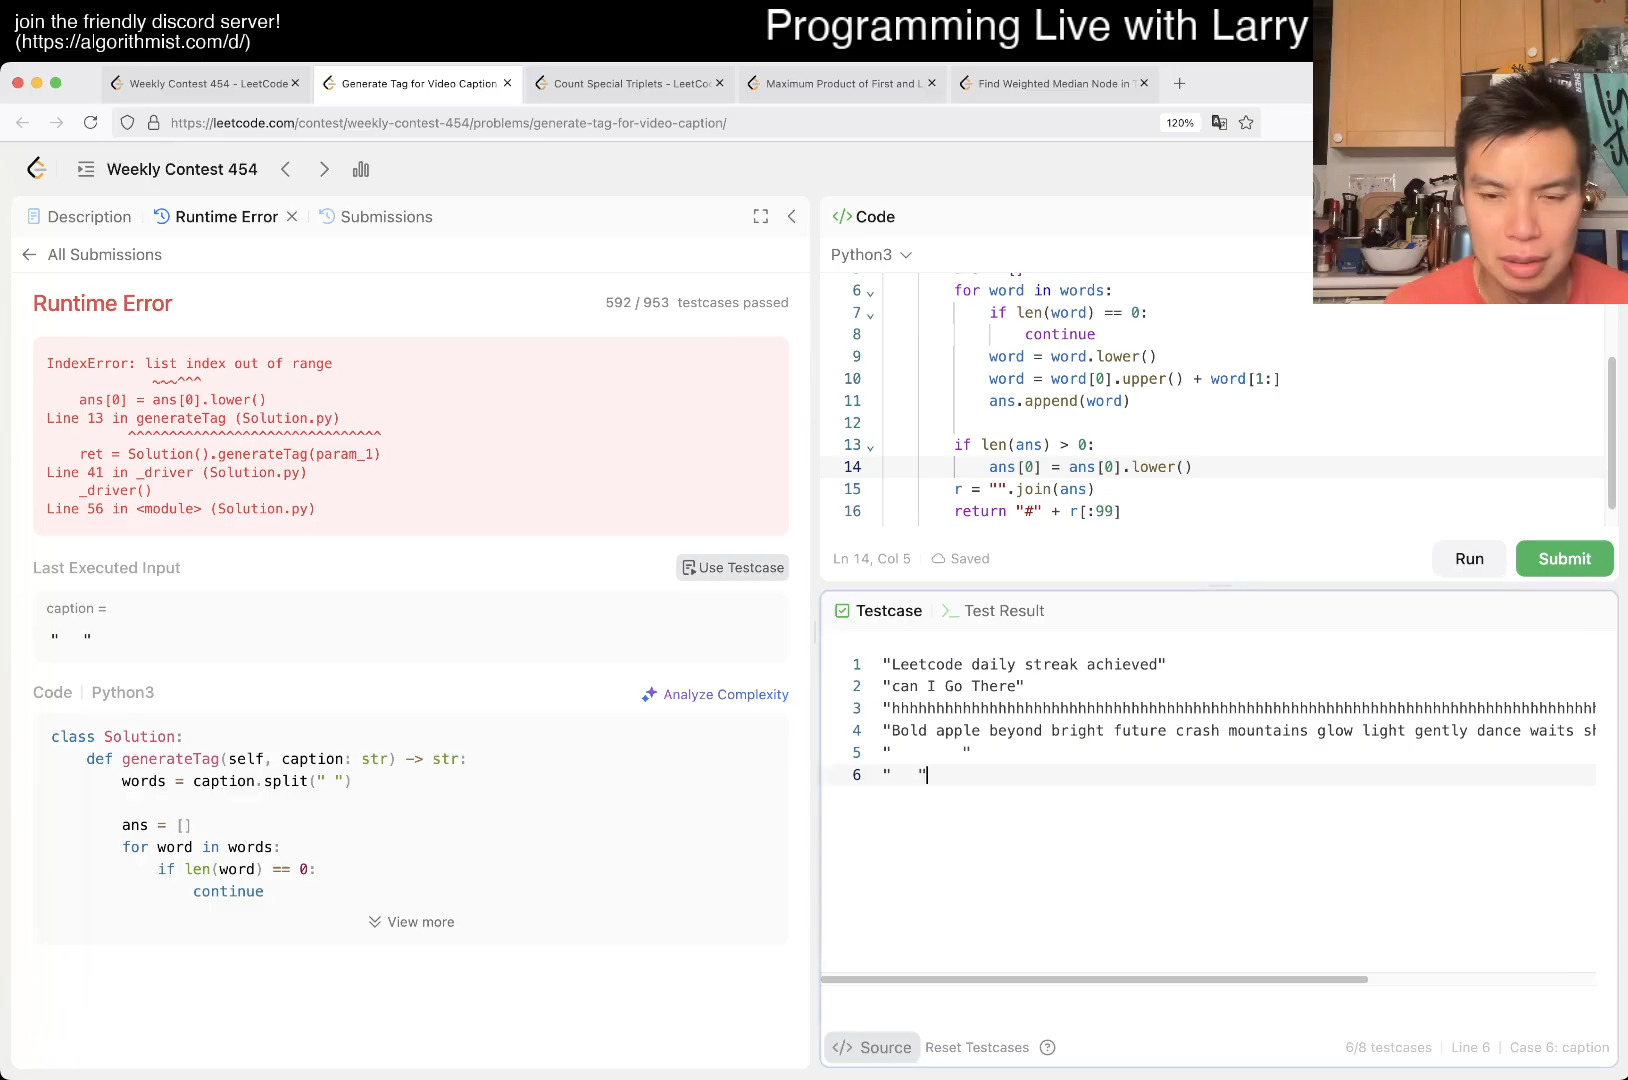 join the friendly discord server!
(https://algorithmist.com/d/)
Programming Live with Larry
Weekly Contest 454 - LeetCode
Generate Tag for Video Caption
Count Special Triplets - LeetCo
Maximum Product of First and L
Find Weighted Median Node in
https://leetcode.com/contest/weekly-contest-454/problems/generate-tag-for-video-caption/
120%
Weekly Contest 454
Description
Runtime Error
Submissions
All Submissions
Runtime Error
592 / 953 testcases passed
IndexError: list index out of range
~~~^^^
ans[0] = ans[0].lower()
Line 13 in generateTag (Solution.py)
^^^^^^^^^^^^^^^^^^^^^^^^^^^^^
ret = Solution().generateTag(param_1)
Line 41 in _driver (Solution.py)
_driver()
Line 56 in <module> (Solution.py)
Last Executed Input
Use Testcase
caption =
"   "
Code | Python3
Analyze Complexity
class Solution:
def generateTag(self, caption: str) -> str:
words = caption.split(" ")
ans = []
for word in words:
if len(word) == 0:
continue
View more
</> Code
Python3
6 for word in words:
7 if len(word) == 0:
8 continue
9 word = word.lower()
10 word = word[0].upper() + word[1:]
11 ans.append(word)
12
13 if len(ans) > 0:
14 ans[0] = ans[0].lower()
15 r = "".join(ans)
16 return "#" + r[:99]
Ln 14, Col 5
Saved
Run
Submit
Testcase
>_ Test Result
1 "Leetcode daily streak achieved"
2 "can I Go There"
3 "hhhhhhhhhhhhhhhhhhhhhhhhhhhhhhhhhhhhhhhhhhhhhhhhhhhhhhhhhhhhhhhhhhhhhhhhhhhhhhh
4 "Bold apple beyond bright future crash mountains glow light gently dance waits sh
5 "        "
6 "   "
</> Source
Reset Testcases
6/8 testcases | Line 6 | Case 6: caption